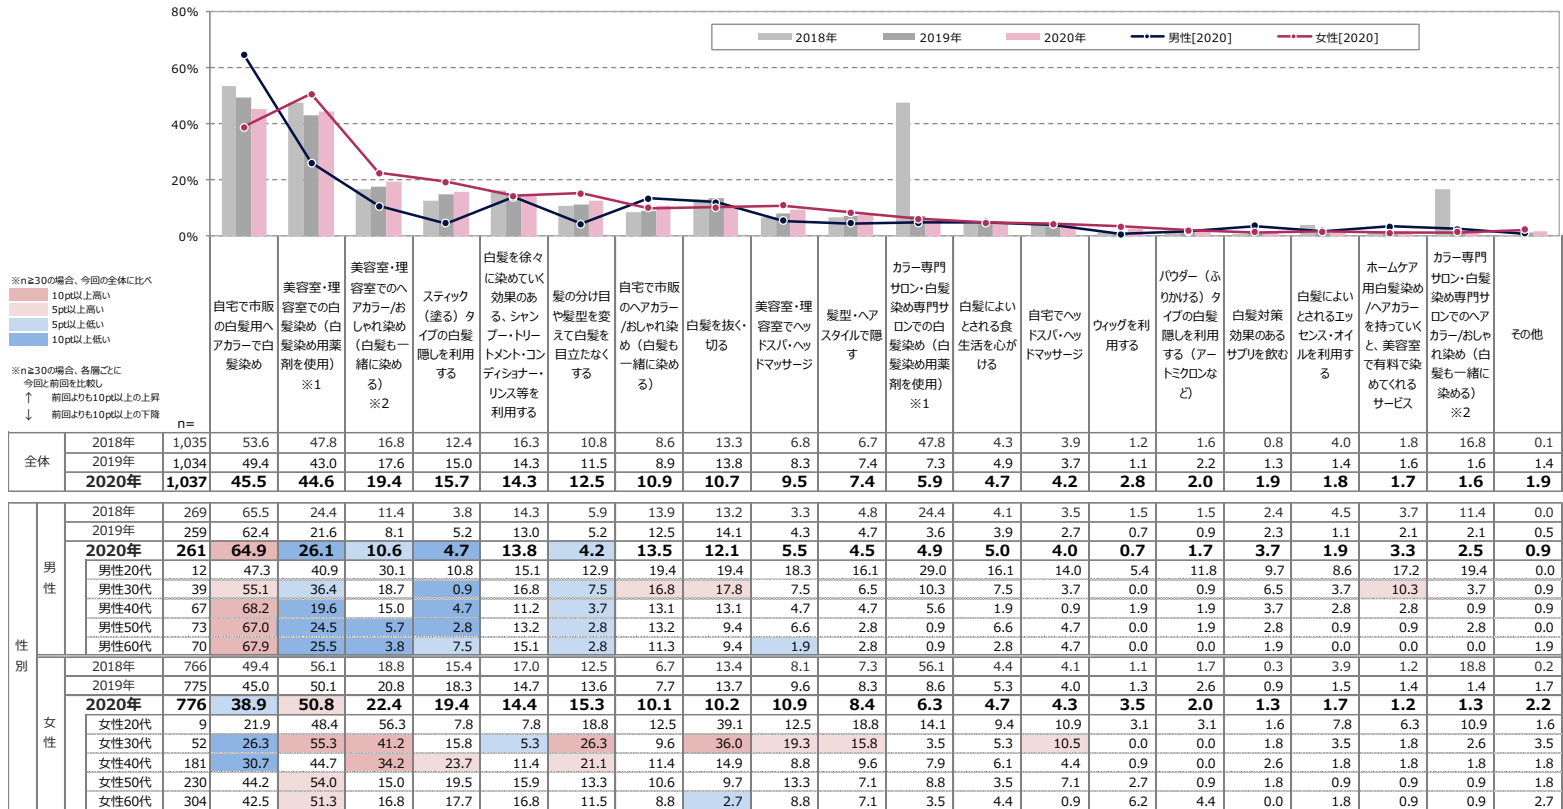 80%
60%
40%
20%
0%
2018年 2019年 2020年 男性[2020] 女性[2020]
※n≧30の場合、今回の全体に比べ
10pt以上高い
5pt以上高い
5pt以上低い
10pt以上低い
※n≧30の場合、各層ごとに
今回と前回を比較し
↑ 前回よりも10pt以上の上昇
↓ 前回よりも10pt以上の下降
n=
自宅で市販
の白髪用ヘ
アカラーで白
髪染め
美容室・理
容室での白
髪染め（白
髪染め用薬
剤を使用）
※1
美容室・理
容室でのヘ
アカラー/お
しゃれ染め
（白髪も一
緒に染め
る）
※2
スティック
（塗る）タ
イプの白髪
隠しを利用
する
白髪を徐々
に染めていく
効果のあ
る、シャン
プー・トリー
トメント・コン
ディショナー・
リンス等を
利用する
髪の分け目
や髪型を変
えて白髪を
目立たなく
する
自宅で市販
のヘアカラー
/おしゃれ染
め（白髪も
一緒に染め
る）
白髪を抜く・
切る
美容室・理
容室でヘッ
ドスパ・ヘッ
ドマッサージ
髪型・ヘア
スタイルで隠
す
カラー専門
サロン・白髪
染め専門サ
ロンでの白
髪染め（白
髪染め用薬
剤を使用）
※1
白髪によい
とされる食
生活を心が
ける
自宅でヘッ
ドスパ・ヘッ
ドマッサージ
ウィッグを利
用する
パウダー（ふ
りかける）タ
イプの白髪
隠しを利用
する（アー
トミクロンな
ど）
白髪対策
効果のある
サプリを飲む
白髪によい
とされるエッ
センス・オイ
ルを利用す
る
ホームケア
用白髪染め
/ヘアカラー
を持っていく
と、美容室
で有料で染
めてくれる
サービス
カラー専門
サロン・白髪
染め専門サ
ロンでのヘア
カラー/おしゃ
れ染め（白
髪も一緒に
染める）
※2
その他
全体
2018年 1,035 53.6 47.8 16.8 12.4 16.3 10.8 8.6 13.3 6.8 6.7 47.8 4.3 3.9 1.2 1.6 0.8 4.0 1.8 16.8 0.1
2019年 1,034 49.4 43.0 17.6 15.0 14.3 11.5 8.9 13.8 8.3 7.4 7.3 4.9 3.7 1.1 2.2 1.3 1.4 1.6 1.6 1.4
2020年 1,037 45.5 44.6 19.4 15.7 14.3 12.5 10.9 10.7 9.5 7.4 5.9 4.7 4.2 2.8 2.0 1.9 1.8 1.7 1.6 1.9
性別
男性
2018年 269 65.5 24.4 11.4 3.8 14.3 5.9 13.9 13.2 3.3 4.8 24.4 4.1 3.5 1.5 1.5 2.4 4.5 3.7 11.4 0.0
2019年 259 62.4 21.6 8.1 5.2 13.0 5.2 12.5 14.1 4.3 4.7 3.6 3.9 2.7 0.7 0.9 2.3 1.1 2.1 2.1 0.5
2020年 261 64.9 26.1 10.6 4.7 13.8 4.2 13.5 12.1 5.5 4.5 4.9 5.0 4.0 0.7 1.7 3.7 1.9 3.3 2.5 0.9
男性20代 12 47.3 40.9 30.1 10.8 15.1 12.9 19.4 19.4 18.3 16.1 29.0 16.1 14.0 5.4 11.8 9.7 8.6 17.2 19.4 0.0
男性30代 39 55.1 36.4 18.7 0.9 16.8 7.5 16.8 17.8 7.5 6.5 10.3 7.5 3.7 0.0 0.9 6.5 3.7 10.3 3.7 0.9
男性40代 67 68.2 19.6 15.0 4.7 11.2 3.7 13.1 13.1 4.7 4.7 5.6 1.9 0.9 1.9 1.9 3.7 2.8 2.8 0.9 0.9
男性50代 73 67.0 24.5 5.7 2.8 13.2 2.8 13.2 9.4 6.6 2.8 0.9 6.6 4.7 0.0 1.9 2.8 0.9 0.9 2.8 0.0
男性60代 70 67.9 25.5 3.8 7.5 15.1 2.8 11.3 9.4 1.9 2.8 0.9 2.8 4.7 0.0 0.0 1.9 0.0 0.0 0.0 1.9
女性
2018年 766 49.4 56.1 18.8 15.4 17.0 12.5 6.7 13.4 8.1 7.3 56.1 4.4 4.1 1.1 1.7 0.3 3.9 1.2 18.8 0.2
2019年 775 45.0 50.1 20.8 18.3 14.7 13.6 7.7 13.7 9.6 8.3 8.6 5.3 4.0 1.3 2.6 0.9 1.5 1.4 1.4 1.7
2020年 776 38.9 50.8 22.4 19.4 14.4 15.3 10.1 10.2 10.9 8.4 6.3 4.7 4.3 3.5 2.0 1.3 1.7 1.2 1.3 2.2
女性20代 9 21.9 48.4 56.3 7.8 7.8 18.8 12.5 39.1 12.5 18.8 14.1 9.4 10.9 3.1 3.1 1.6 7.8 6.3 10.9 1.6
女性30代 52 26.3 55.3 41.2 15.8 5.3 26.3 9.6 36.0 19.3 15.8 3.5 5.3 10.5 0.0 0.0 1.8 3.5 1.8 2.6 3.5
女性40代 181 30.7 44.7 34.2 23.7 11.4 21.1 11.4 14.9 8.8 9.6 7.9 6.1 4.4 0.9 0.0 2.6 1.8 1.8 1.8 1.8
女性50代 230 44.2 54.0 15.0 19.5 15.9 13.3 10.6 9.7 13.3 7.1 8.8 3.5 7.1 2.7 0.9 1.8 0.9 0.9 0.9 1.8
女性60代 304 42.5 51.3 16.8 17.7 16.8 11.5 8.8 2.7 8.8 7.1 3.5 4.4 0.9 6.2 4.4 0.0 1.8 0.9 0.9 2.7